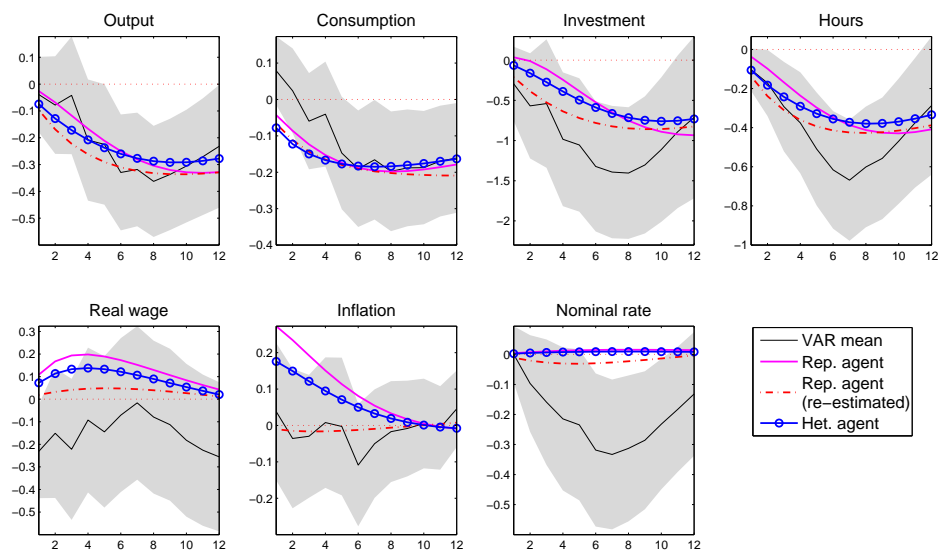 Output
0.1
0
−0.1
−0.2
−0.3
−0.4
−0.5
2 4 6 8 10 12
Consumption
0.1
0
−0.1
−0.2
−0.3
−0.4
2 4 6 8 10 12
Investment
0
−0.5
−1
−1.5
−2
2 4 6 8 10 12
Hours
0
−0.2
−0.4
−0.6
−0.8
−1
2 4 6 8 10 12
Real wage
0.3
0.2
0.1
0
−0.1
−0.2
−0.3
−0.4
−0.5
2 4 6 8 10 12
Inflation
0.2
0.1
0
−0.1
−0.2
2 4 6 8 10 12
Nominal rate
0
−0.1
−0.2
−0.3
−0.4
−0.5
2 4 6 8 10 12
VAR mean
Rep. agent
Rep. agent
(re−estimated)
Het. agent